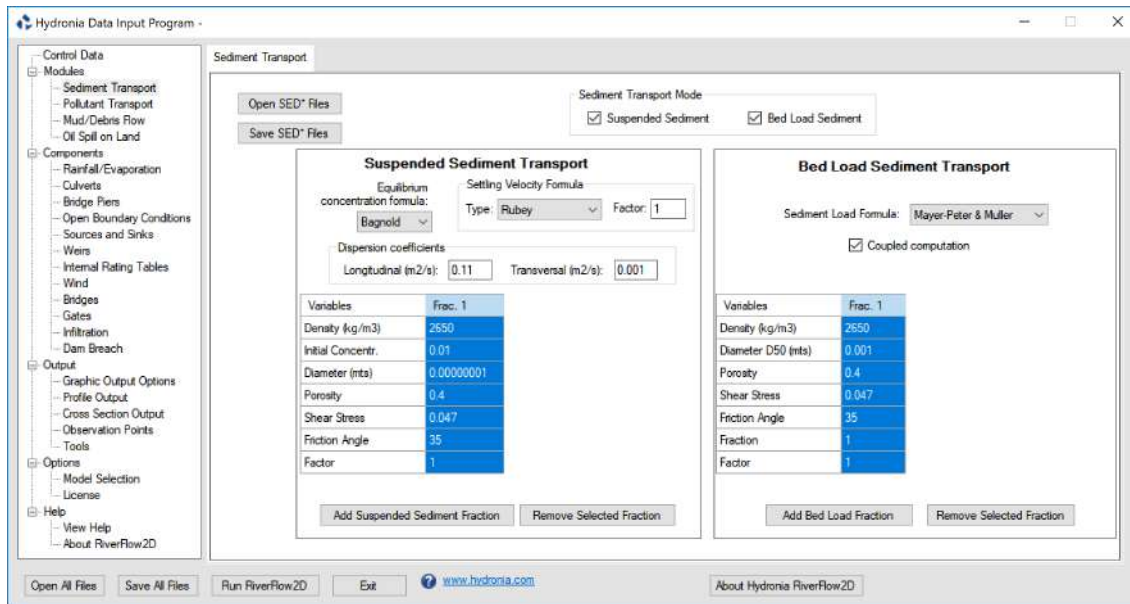 Hydronia Data Input Program -
Control Data
Modules
Sediment Transport
Pollutant Transport
Mud/Debris Flow
Oil Spill on Land
Components
Rainfall/Evaporation
Culverts
Bridge Piers
Open Boundary Conditions
Sources and Sinks
Weirs
Internal Rating Tables
Wind
Bridges
Gates
Infiltration
Dam Breach
Output
Graphic Output Options
Profile Output
Cross Section Output
Observation Points
Tools
Options
Model Selection
License
Help
View Help
About RiverFlow2D
Sediment Transport
Open SED* Files
Save SED* Files
Sediment Transport Mode
Suspended Sediment Bed Load Sediment
Suspended Sediment Transport
Equilibrium
concentration formula:
Bagnold
Settling Velocity Formula
Type: Rubey Factor: 1
Dispersion coefficients
Longitudinal (m2/s): 0.11 Transversal (m2/s): 0.001
Variables Frac. 1
Density (kg/m3) 2650
Initial Concentr. 0.01
Diameter (mts) 0.00000001
Porosity 0.4
Shear Stress 0.047
Friction Angle 35
Factor 1
Add Suspended Sediment Fraction Remove Selected Fraction
Bed Load Sediment Transport
Sediment Load Formula: Mayer-Peter & Muller
Coupled computation
Variables Frac. 1
Density (kg/m3) 2650
Diameter D50 (mts) 0.001
Porosity 0.4
Shear Stress 0.047
Friction Angle 35
Fraction 1
Factor 1
Add Bed Load Fraction Remove Selected Fraction
Open All Files Save All Files Run RiverFlow2D Exit ? www.hydronia.com About Hydronia RiverFlow2D